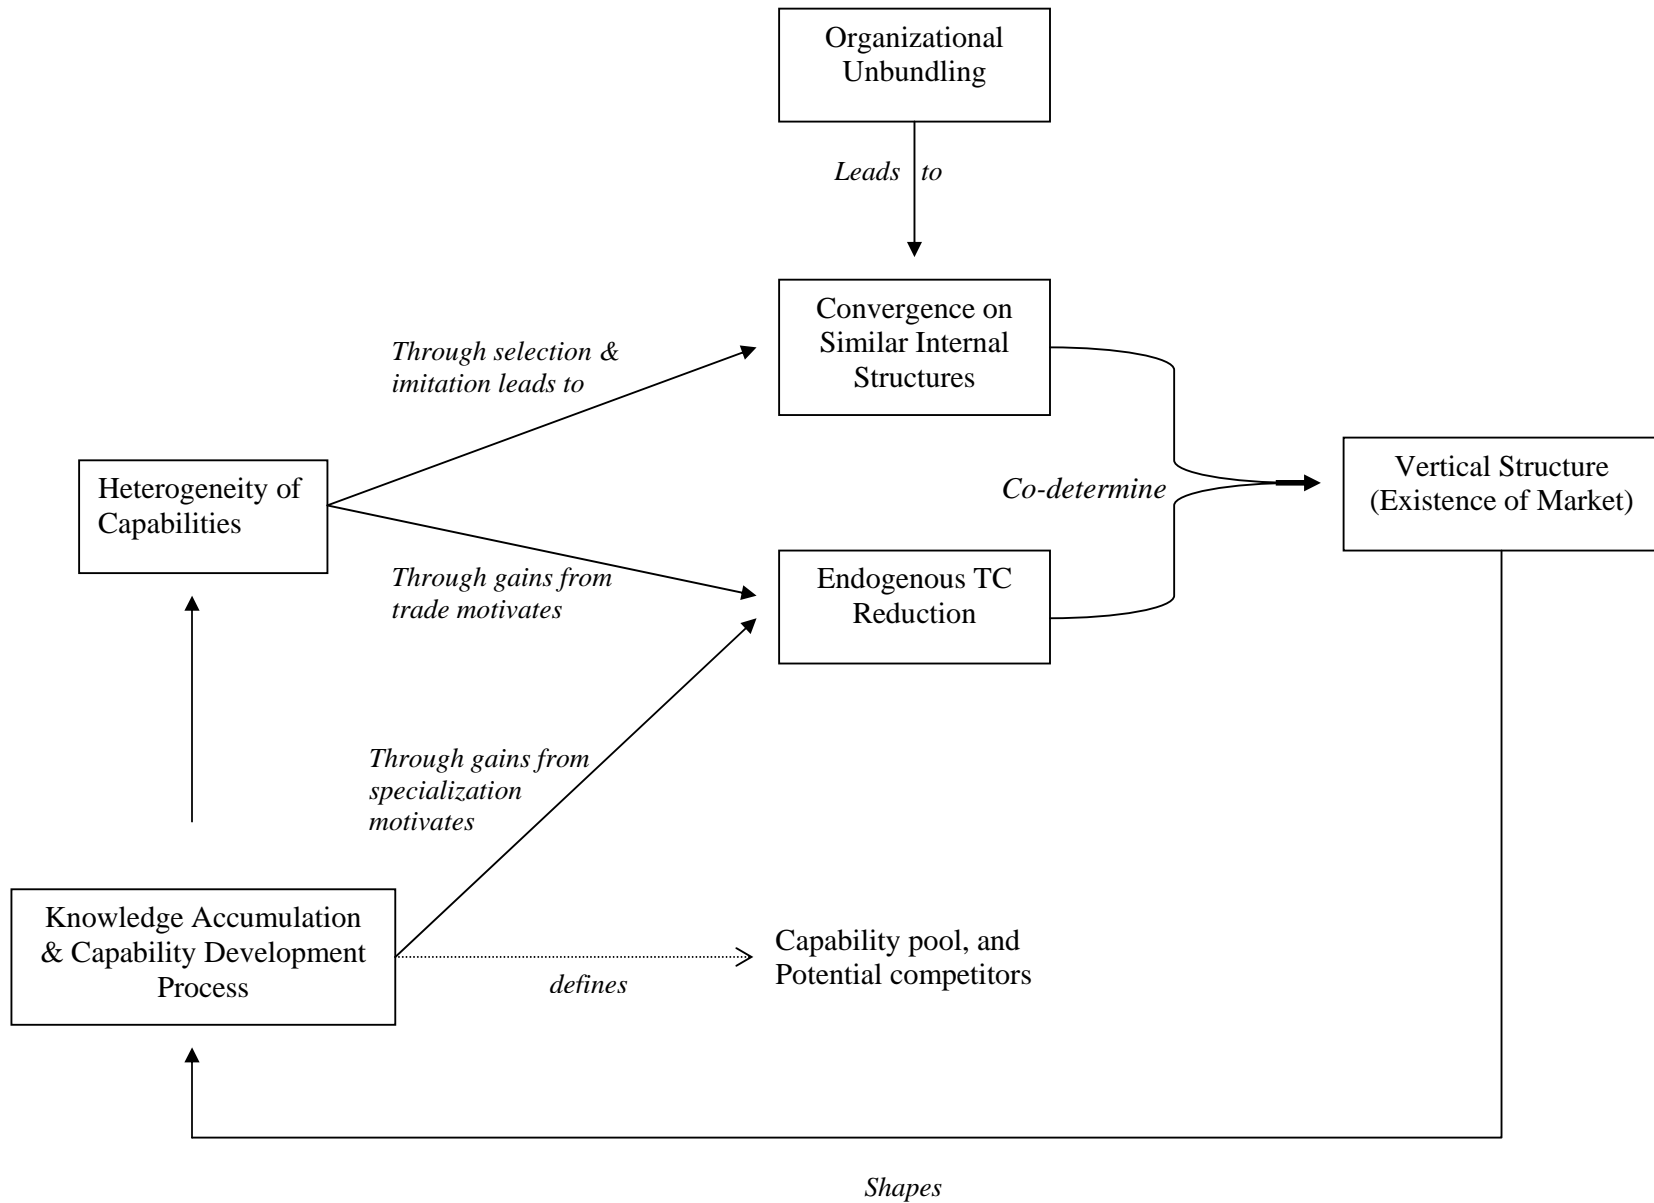 Organizational
Unbundling
Leads to
Convergence on
Similar Internal
Structures
Through selection &
imitation leads to
Heterogeneity of
Capabilities
Co-determine
Vertical Structure
(Existence of Market)
Through gains from
trade motivates
Endogenous TC
Reduction
Through gains from
specialization
motivates
Knowledge Accumulation
& Capability Development
Process
defines
Capability pool, and
Potential competitors
Shapes